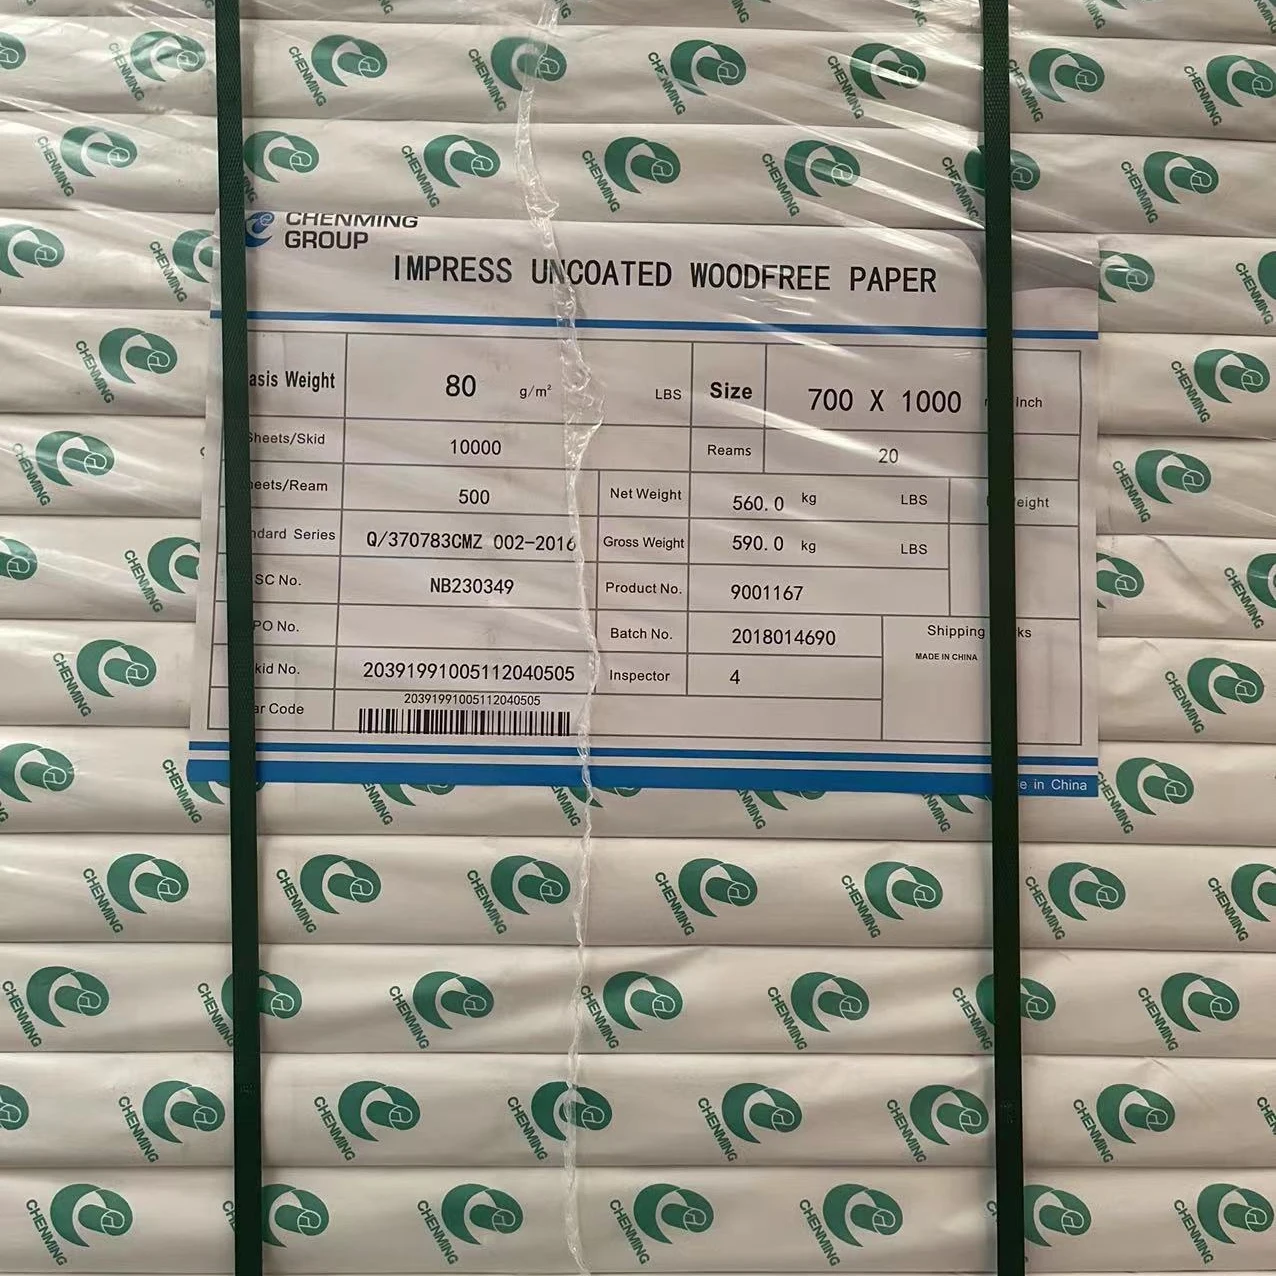 CHENMING
GROUP
IMPRESS UNCOATED WOODFREE PAPER
asis Weight 80 g/m² LBS Size 700 X 1000 Inch
Sheets/Skid 10000 Reams 20
eets/Ream 500 Net Weight 560.0 kg LBS eight
ndard Series Q/370783CMZ 002-2016 Gross Weight 590.0 kg LBS
SC No. NB230349 Product No. 9001167
PO No. Batch No. 2018014690 Shipping ks
MADE IN CHINA
kid No. 20391991005112040505 Inspector 4
ar Code 20391991005112040505
e in China
CHENMING